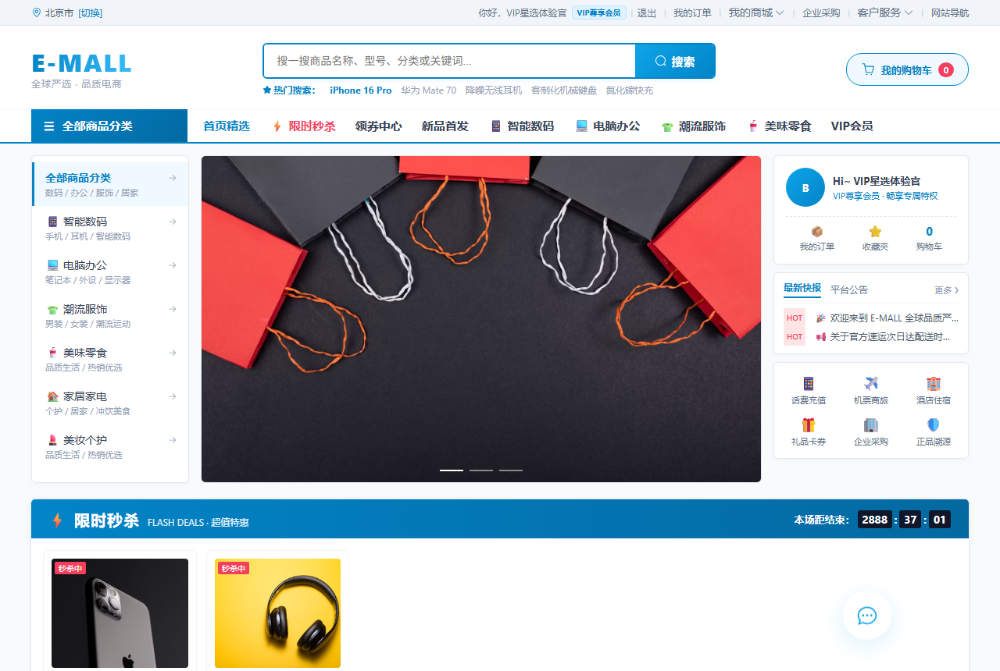 北京市 [切换] 你好，VIP星选体验官 VIP尊享会员 退出 我的订单 我的商城 企业采购 客户服务 网站导航
E-MALL
全球严选 · 品质电商
搜一搜商品名称、型号、分类或关键词... 搜索
热门搜索： iPhone 16 Pro 华为 Mate 70 降噪无线耳机 客制化机械键盘 氮化镓快充
我的购物车 0
全部商品分类 首页精选 限时秒杀 领券中心 新品首发 智能数码 电脑办公 潮流服饰 美味零食 VIP会员
全部商品分类
数码 / 办公 / 服饰 / 居家
智能数码
手机 / 耳机 / 智能数码
电脑办公
笔记本 / 外设 / 显示器
潮流服饰
男装 / 女装 / 潮流运动
美味零食
品质生活 / 热销优选
家居家电
个护 / 居家 / 冲饮美食
美妆个护
品质生活 / 热销优选
B
Hi~ VIP星选体验官
VIP尊享会员 · 畅享专属特权
0
我的订单 收藏夹 购物车
最新快报 平台公告 更多
HOT 欢迎来到 E-MALL 全球品质严...
HOT 关于官方速运次日达配送时...
话费充值 机票商旅 酒店住宿
礼品卡券 企业采购 正品溯源
限时秒杀 FLASH DEALS · 超值特惠 本场距结束： 2888 : 37 : 01
秒杀中 秒杀中